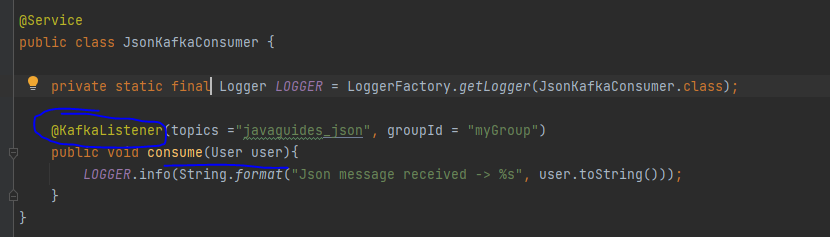 @Service
public class JsonKafkaConsumer {
private static final Logger LOGGER = LoggerFactory.getLogger(JsonKafkaConsumer.class);
@KafkaListener(topics ="javaguides_json", groupId = "myGroup")
public void consume(User user){
LOGGER.info(String.format("Json message received -> %s", user.toString()));
}
}